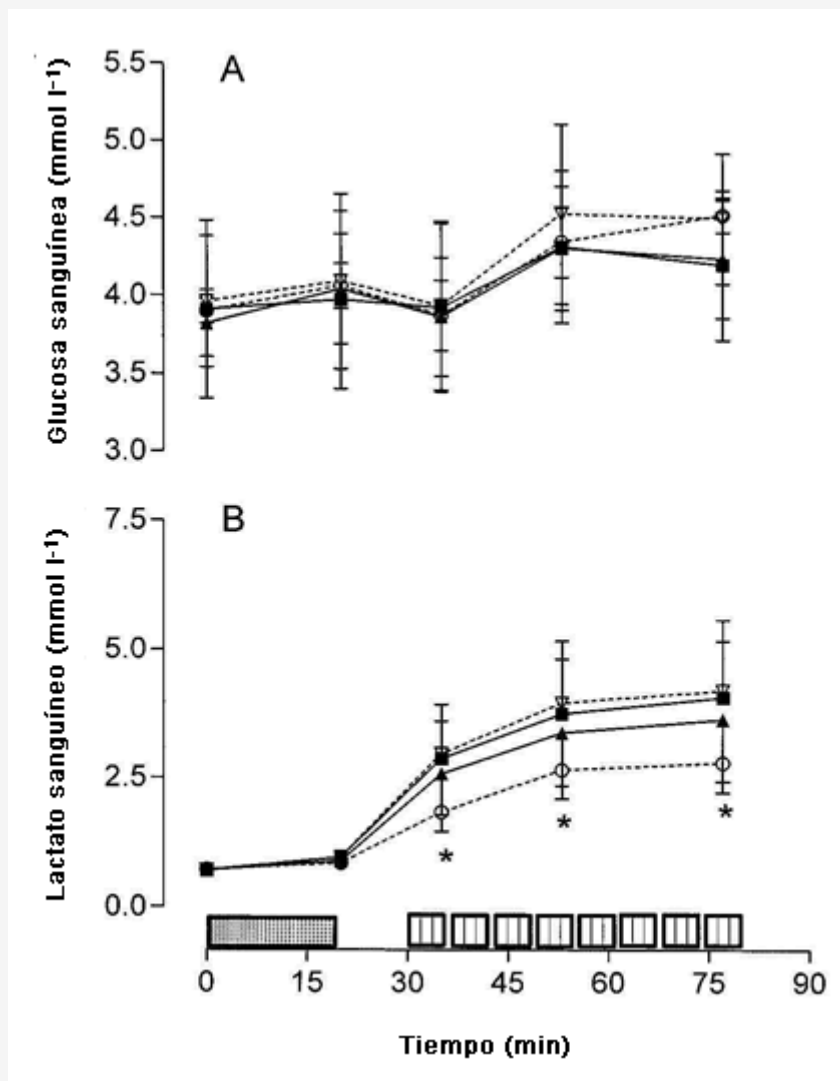 A
Glucosa sanguínea (mmol l-1)
5.5
5.0
4.5
4.0
3.5
3.0
B
Lactato sanguíneo (mmol l-1)
7.5
5.0
2.5
0.0
* * *
0 15 30 45 60 75 90
Tiempo (min)